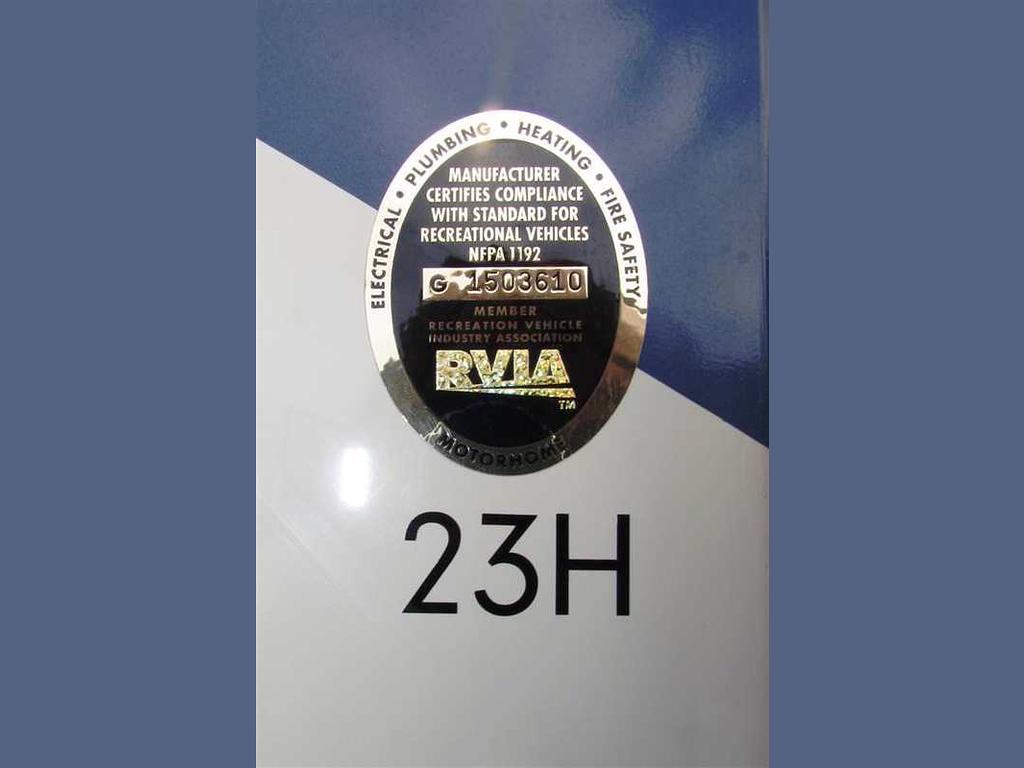 ELECTRICAL • PLUMBING • HEATING • FIRE SAFETY
MANUFACTURER
CERTIFIES COMPLIANCE
WITH STANDARD FOR
RECREATIONAL VEHICLES
NFPA 1192
G 1503610
MEMBER
RECREATION VEHICLE
INDUSTRY ASSOCIATION
RVIA
TM
MOTORHOME
23H